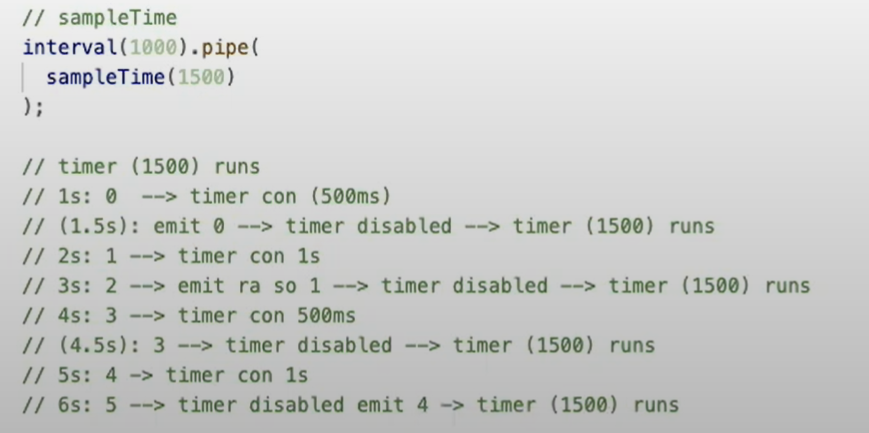 // sampleTime
interval(1000).pipe(
  sampleTime(1500)
);
// timer (1500) runs
// 1s: 0  --> timer con (500ms)
// (1.5s): emit 0 --> timer disabled --> timer (1500) runs
// 2s: 1 --> timer con 1s
// 3s: 2 --> emit ra so 1 --> timer disabled --> timer (1500) runs
// 4s: 3 --> timer con 500ms
// (4.5s): 3 --> timer disabled --> timer (1500) runs
// 5s: 4 -> timer con 1s
// 6s: 5 --> timer disabled emit 4 -> timer (1500) runs